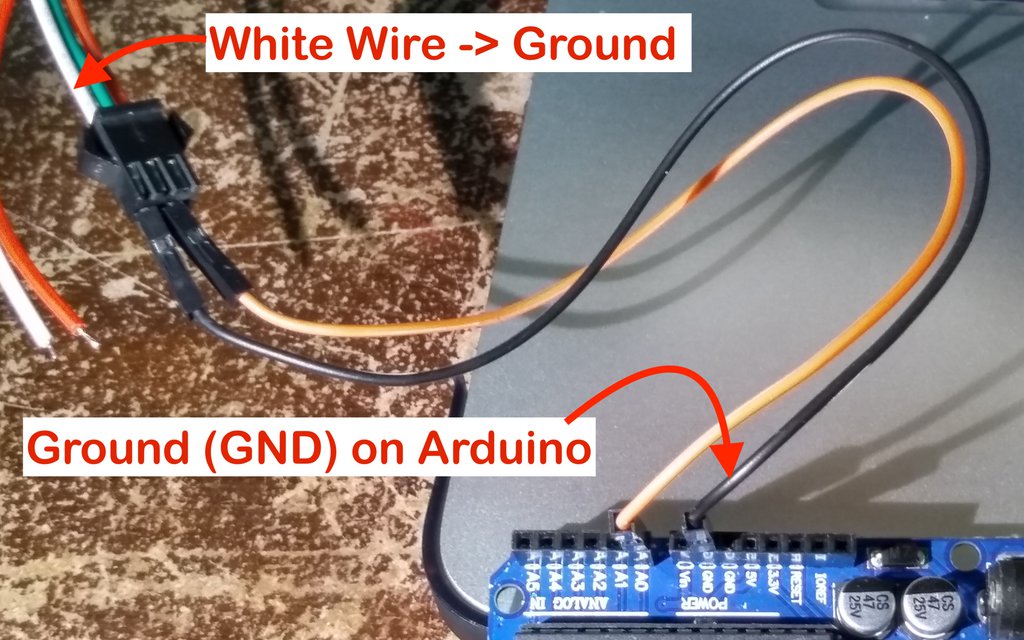 White Wire -> Ground
Ground (GND) on Arduino
A5
A4
A3
A2
A1
A0
Vin
GND
GND
5V
3.3V
RESET
IOREF
ANALOG IN
POWER
CS
47
25V
CS
47
25V